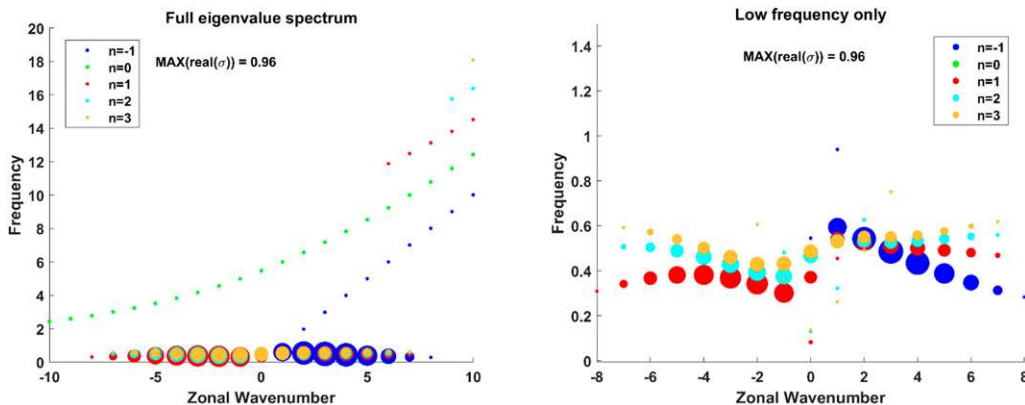 Full eigenvalue spectrum
20
18
16
14
12
10
8
6
4
2
0
Frequency
n=-1
n=0
n=1
n=2
n=3
MAX(real(σ)) = 0.96
-10
-5
0
5
10
Zonal Wavenumber
Low frequency only
1.4
1.2
1
0.8
0.6
0.4
0.2
0
Frequency
MAX(real(σ)) = 0.96
n=-1
n=0
n=1
n=2
n=3
-8
-6
-4
-2
0
2
4
6
8
Zonal Wavenumber